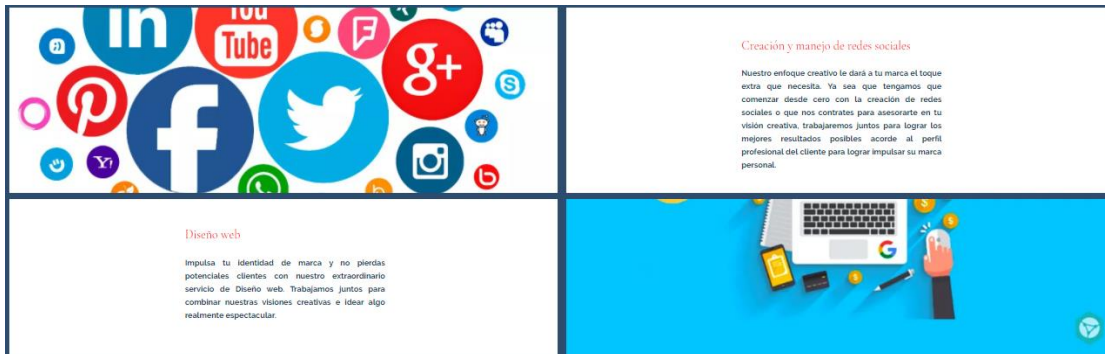 in
You
Tube
g+
Creación y manejo de redes sociales
Nuestro enfoque creativo le dará a tu marca el toque
extra que necesita. Ya sea que tengamos que
comenzar desde cero con la creación de redes
sociales o que nos contrates para asesorarte en tu
visión creativa, trabajaremos juntos para lograr los
mejores resultados posibles acorde al perfil
profesional del cliente para lograr impulsar su marca
personal.
Diseño web
Impulsa tu identidad de marca y no pierdas
potenciales clientes con nuestro extraordinario
servicio de Diseño web. Trabajamos juntos para
combinar nuestras visiones creativas e idear algo
realmente espectacular.
G